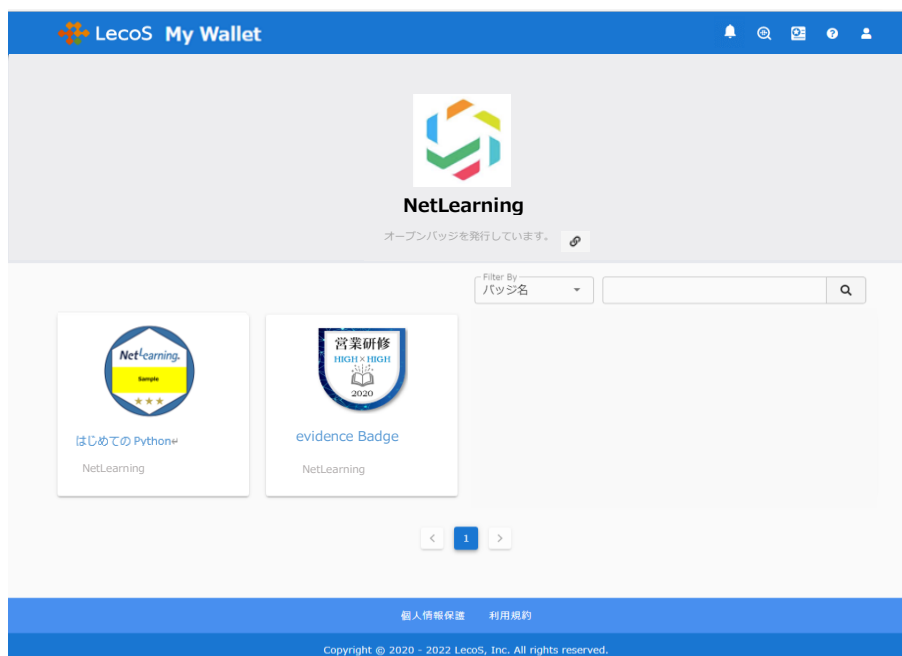 LecoS My Wallet
NetLearning
オープンバッジを発行しています。
Filter By
バッジ名
NetLearning.
Sample
営業研修
HIGH×HIGH
2020
はじめての Python↵
evidence Badge
NetLearning
NetLearning
1
個人情報保護 利用規約
Copyright © 2020 - 2022 LecoS, Inc. All rights reserved.